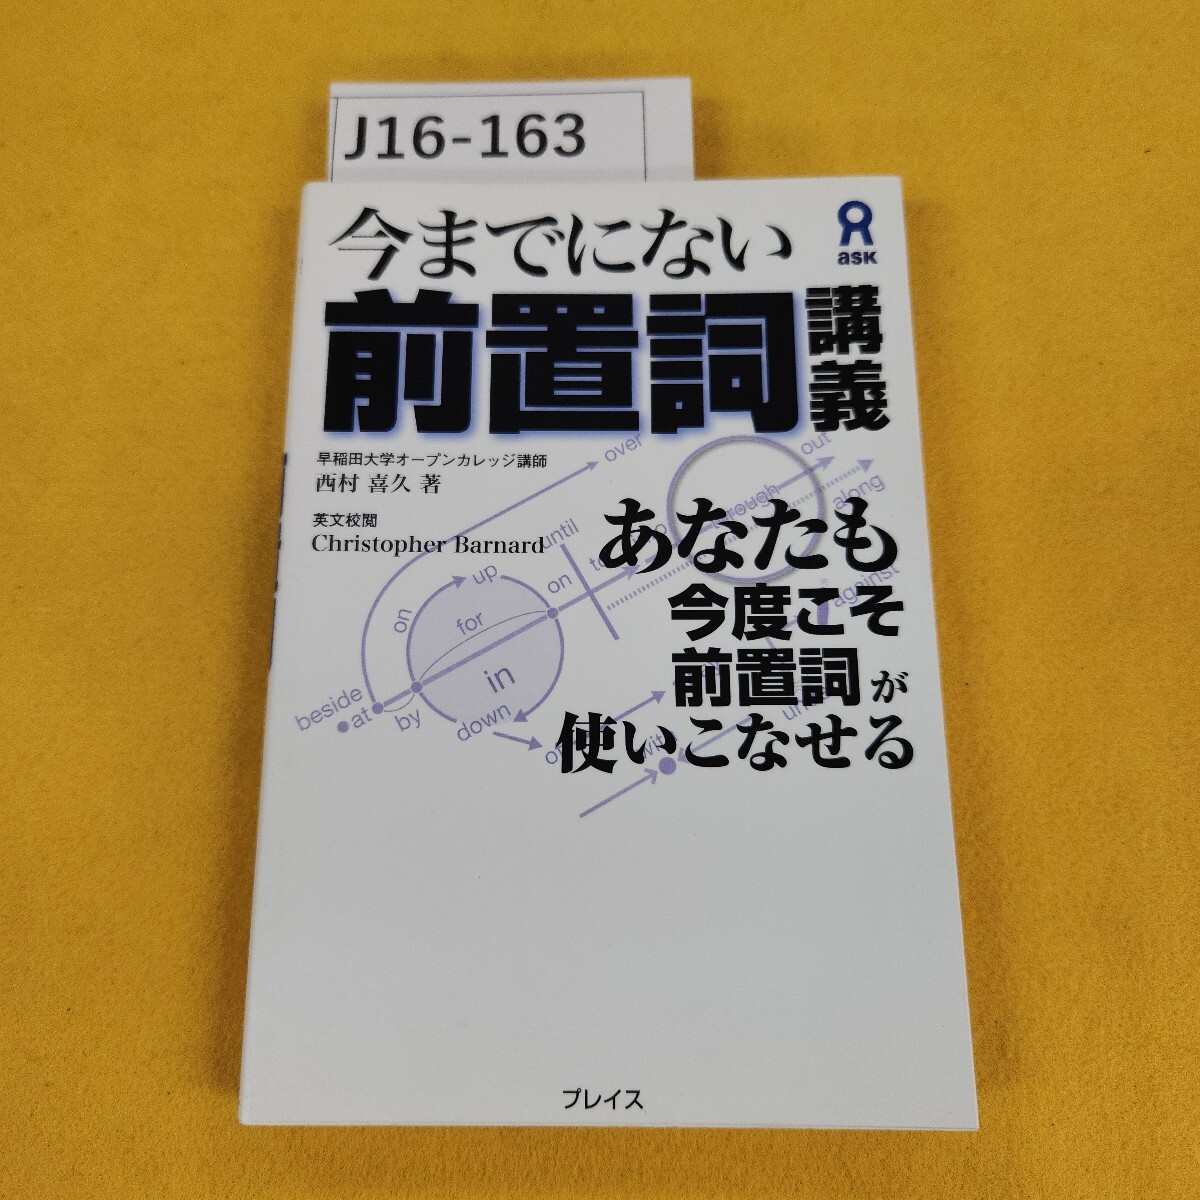 J16-163
今までにない
ask
前置詞
講義
早稲田大学オープンカレッジ講師
西村 喜久 著
英文校閲
Christopher Barnard
あなたも
今度こそ
前置詞が
使いこなせる
over
out
through
along
until
to
on
up
on
for
against
in
beside
at
by
down
プレイス